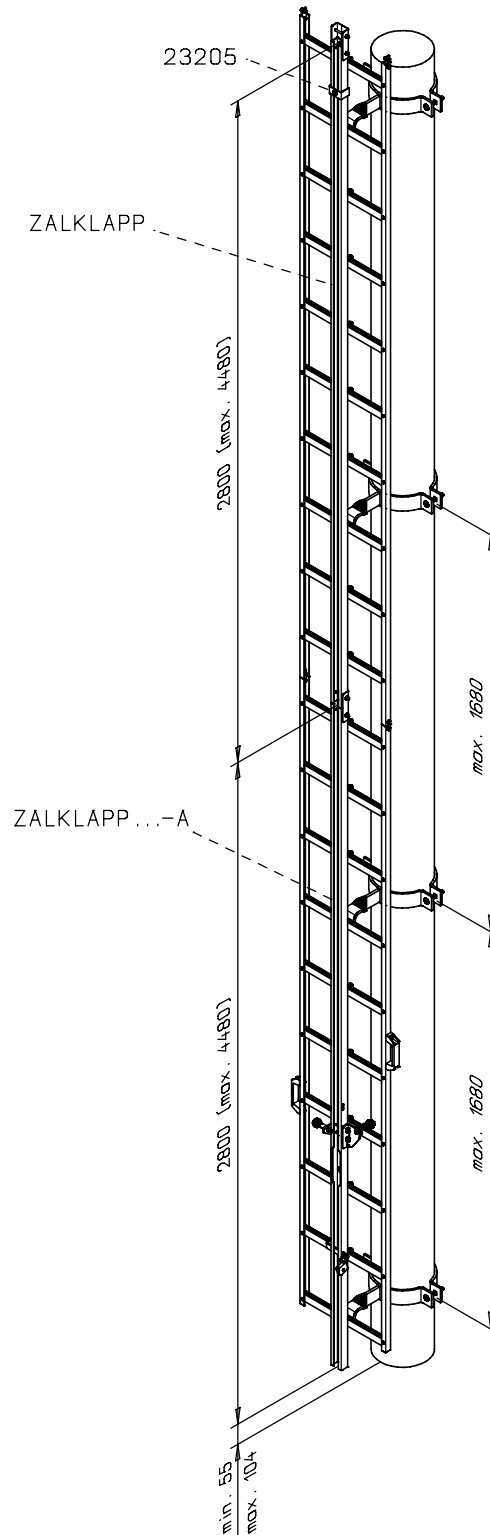 23205
ZALKLAPP
2800 (max. 4480)
max. 1680
ZALKLAPP...-A
2800 (max. 4480)
max. 1680
min. 55
max. 104